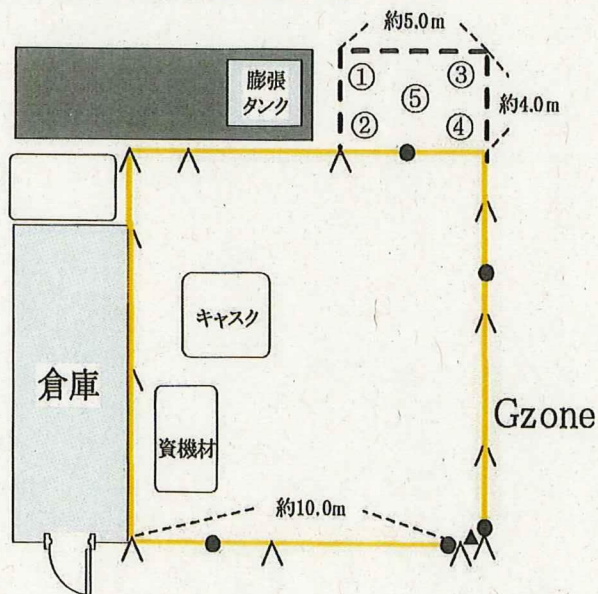 約5.0m
膨張
タンク
①
③
⑤
②
④
約4.0m
キャスク
倉庫
資機材
Gzone
約10.0m